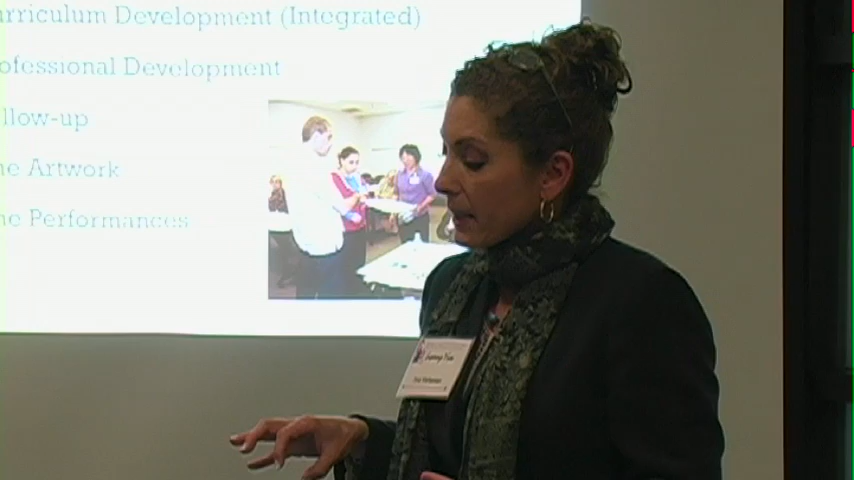 rriculum Development (Integrated)
ofessional Development
llow-up
he Artwork
he Performances